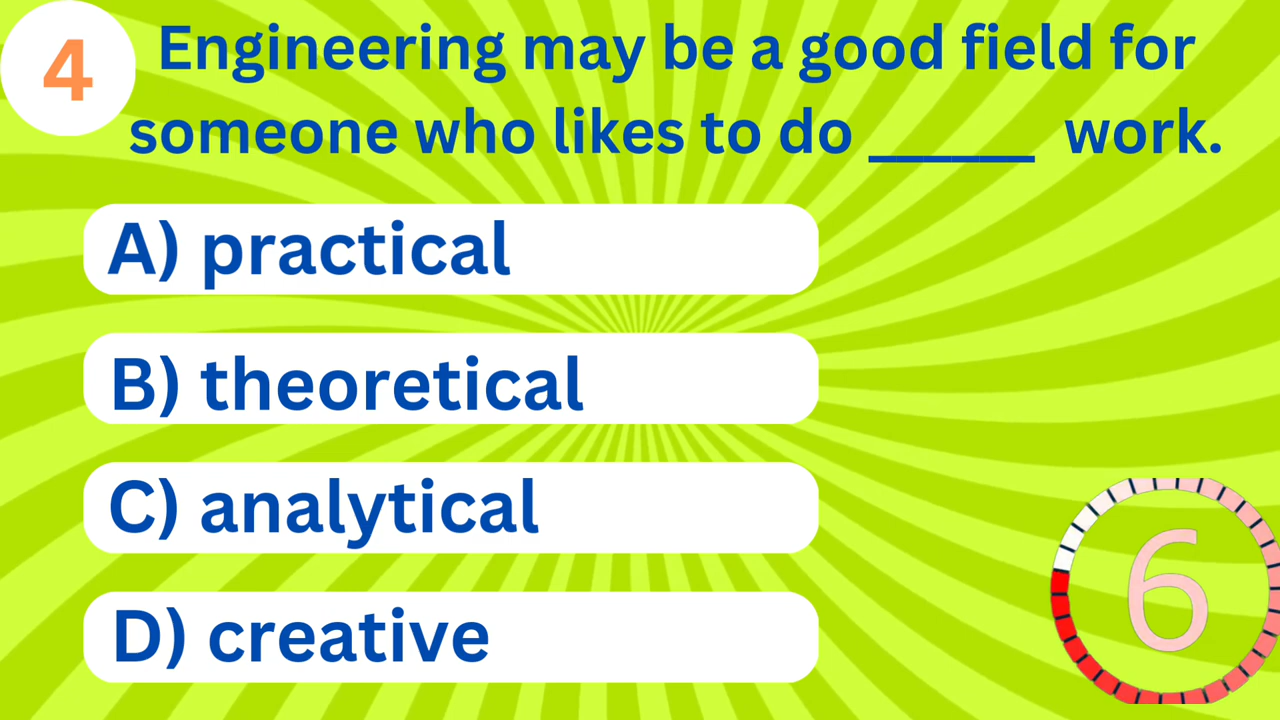 4
Engineering may be a good field for
someone who likes to do _____ work.
A) practical
B) theoretical
C) analytical
D) creative
6